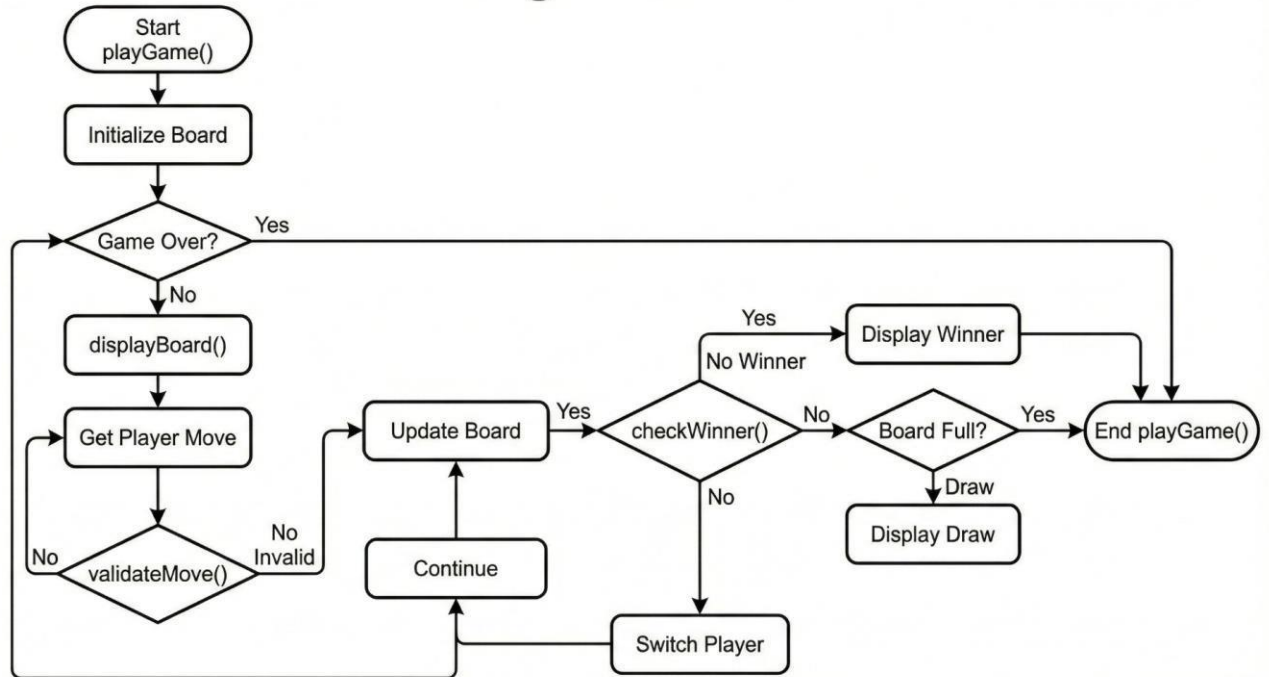 Start
playGame()
Initialize Board
Game Over?
Yes
No
displayBoard()
Get Player Move
validateMove()
No
No
Invalid
Update Board
Continue
Yes
checkWinner()
Yes
No Winner
Display Winner
No
Board Full?
Yes
End playGame()
Draw
Display Draw
No
Switch Player